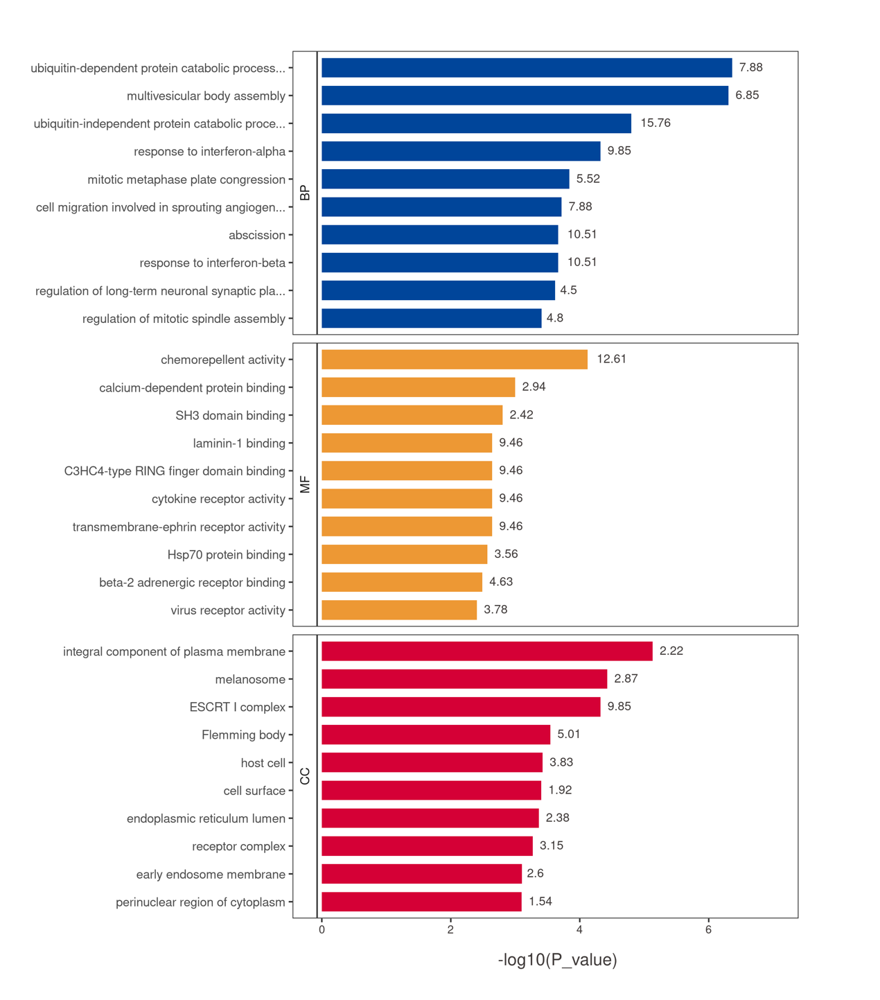 ubiquitin-dependent protein catabolic process... 7.88
multivesicular body assembly 6.85
ubiquitin-independent protein catabolic proce... 15.76
response to interferon-alpha 9.85
mitotic metaphase plate congression 5.52
BP
cell migration involved in sprouting angiogen... 7.88
abscission 10.51
response to interferon-beta 10.51
regulation of long-term neuronal synaptic pla... 4.5
regulation of mitotic spindle assembly 4.8
chemorepellent activity 12.61
calcium-dependent protein binding 2.94
SH3 domain binding 2.42
laminin-1 binding 9.46
C3HC4-type RING finger domain binding 9.46
MF
cytokine receptor activity 9.46
transmembrane-ephrin receptor activity 9.46
Hsp70 protein binding 3.56
beta-2 adrenergic receptor binding 4.63
virus receptor activity 3.78
integral component of plasma membrane 2.22
melanosome 2.87
ESCRT I complex 9.85
Flemming body 5.01
host cell 3.83
CC
cell surface 1.92
endoplasmic reticulum lumen 2.38
receptor complex 3.15
early endosome membrane 2.6
perinuclear region of cytoplasm 1.54
0 2 4 6
-log10(P_value)